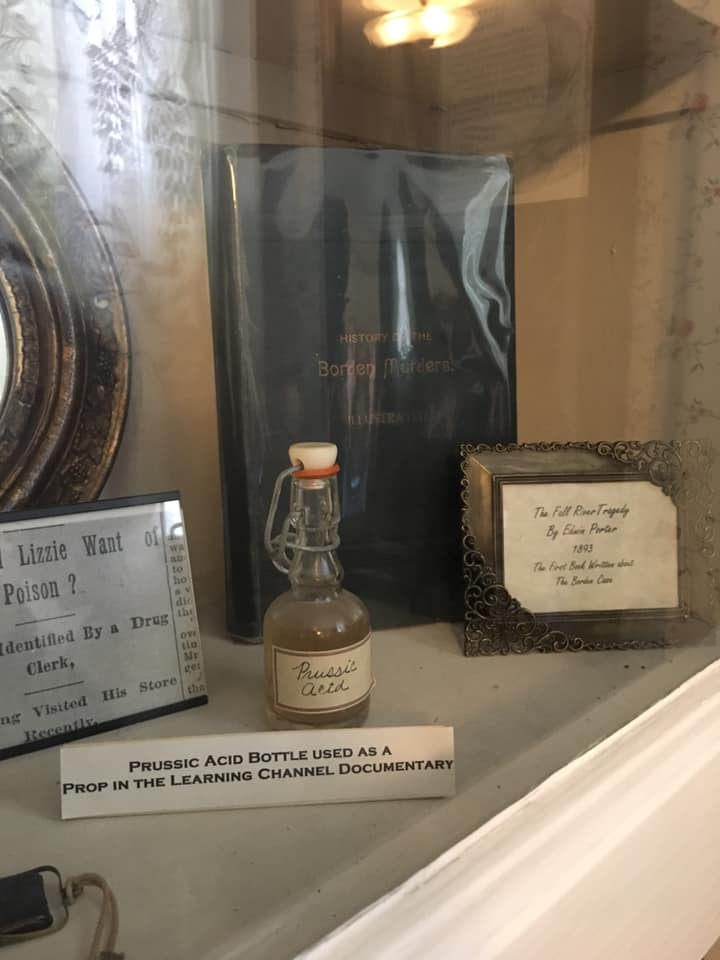 HISTORY OF THE
Borden Murders.
ILLUSTRATED
The Fall River Tragedy
By Edwin Porter
1893
The First Book Written about
The Borden Case
Lizzie Want of
Poison ?
Identified By a Drug
Clerk,
Visited His Store
Recently.
Prussic
Acid
PRUSSIC ACID BOTTLE USED AS A
PROP IN THE LEARNING CHANNEL DOCUMENTARY